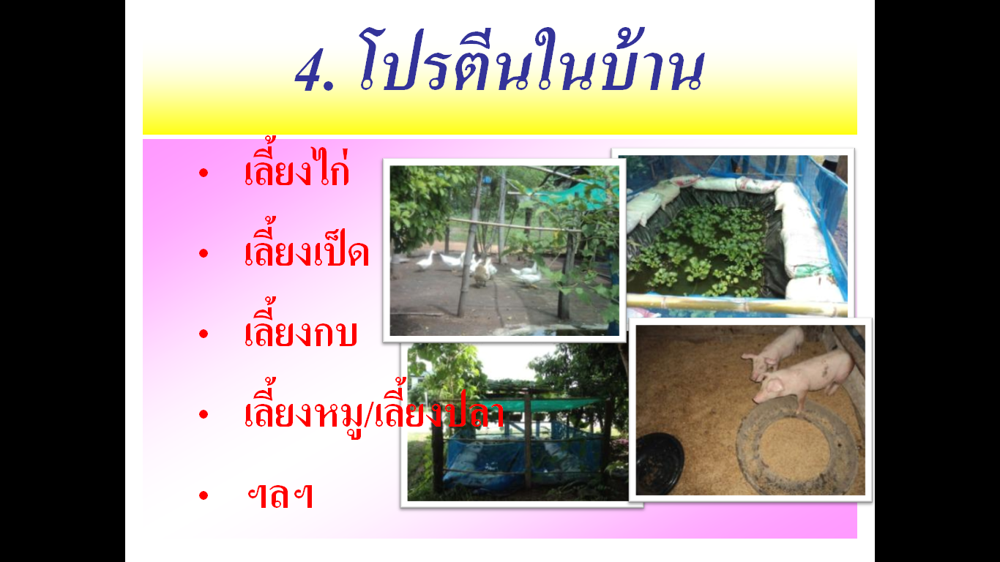 4. โปรตีนในบ้าน
• เลี้ยงไก่
• เลี้ยงเป็ด
• เลี้ยงกบ
• เลี้ยงหมู/เลี้ยงปลา
• ฯลฯ